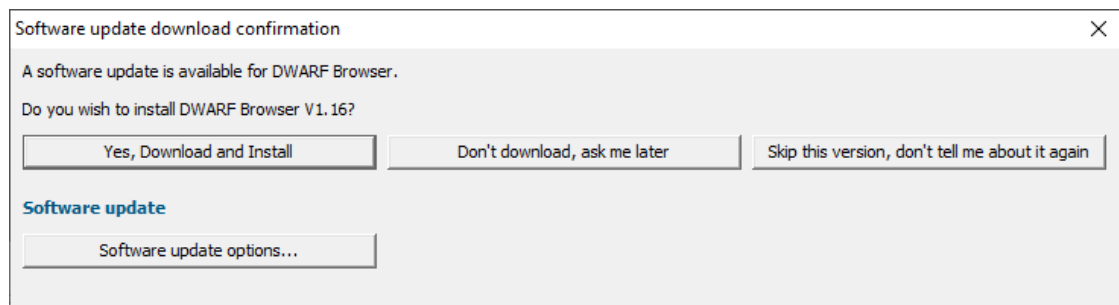 Software update download confirmation
A software update is available for DWARF Browser.
Do you wish to install DWARF Browser V1.16?
Yes, Download and Install
Don't download, ask me later
Skip this version, don't tell me about it again
Software update
Software update options...